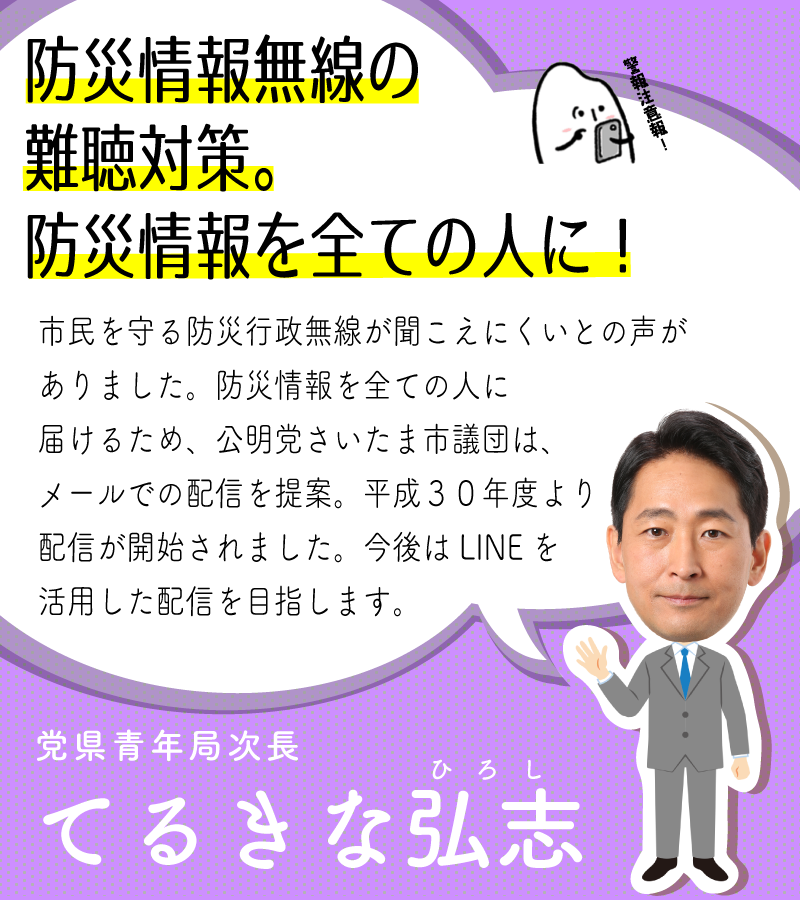 防災情報無線の
難聴対策。
防災情報を全ての人に！
警報注意報！
市民を守る防災行政無線が聞こえにくいとの声が
ありました。防災情報を全ての人に
届けるため、公明党さいたま市議団は、
メールでの配信を提案。平成３０年度より
配信が開始されました。今後は LINE を
活用した配信を目指します。
党県青年局次長
ひろし
てるきな弘志